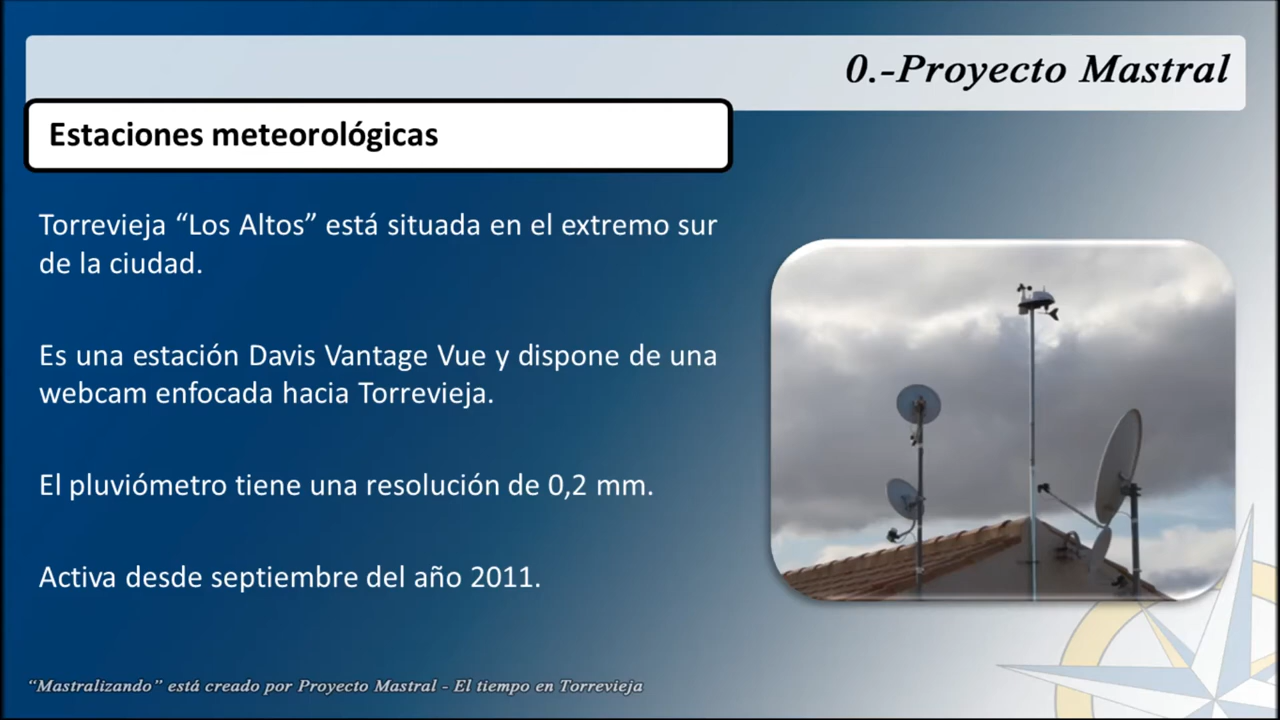 0.-Proyecto Mastral
Estaciones meteorológicas
Torrevieja “Los Altos” está situada en el extremo sur
de la ciudad.
Es una estación Davis Vantage Vue y dispone de una
webcam enfocada hacia Torrevieja.
El pluviómetro tiene una resolución de 0,2 mm.
Activa desde septiembre del año 2011.
“Mastralizando” está creado por Proyecto Mastral - El tiempo en Torrevieja